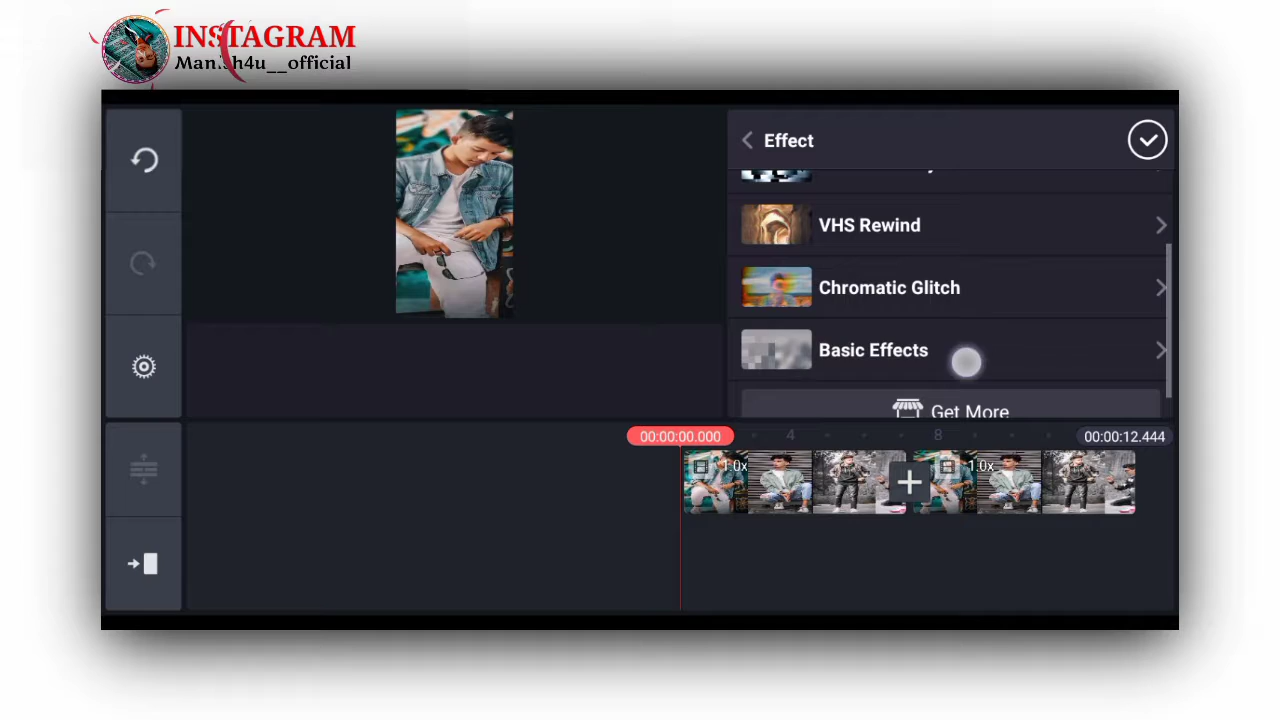 INSTAGRAM
Manish4u__official
Effect
VHS Rewind
Chromatic Glitch
Basic Effects
Get More
00:00:00.000
4
8
00:00:12.444
1.0x
1.0x